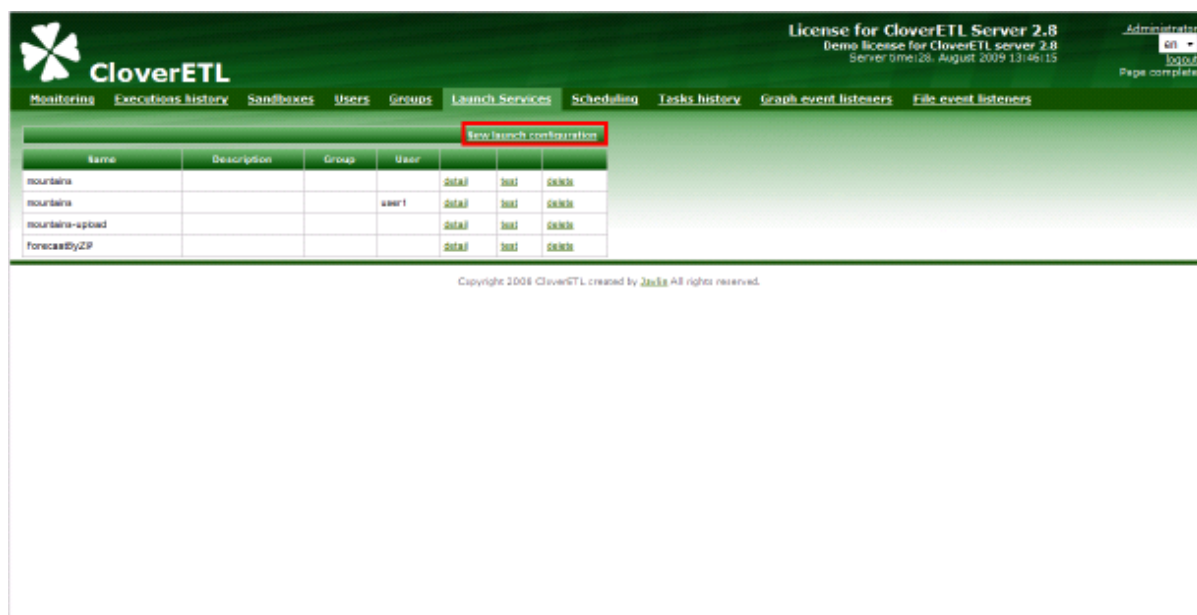 License for CloverETL Server 2.8
Demo license for CloverETL server 2.8
Server time:28. August 2009 13:46:15
Administrator
en
logout
Page complete
CloverETL
Monitoring Executions history Sandboxes Users Groups Launch Services Scheduling Tasks history Graph event listeners File event listeners
New launch configuration
Name Description Group User
mountains detail test delete
mountains user1 detail test delete
mountains-upload detail test delete
ForecastByZIP detail test delete
Copyright 2008 CloverETL created by Javlin All rights reserved.